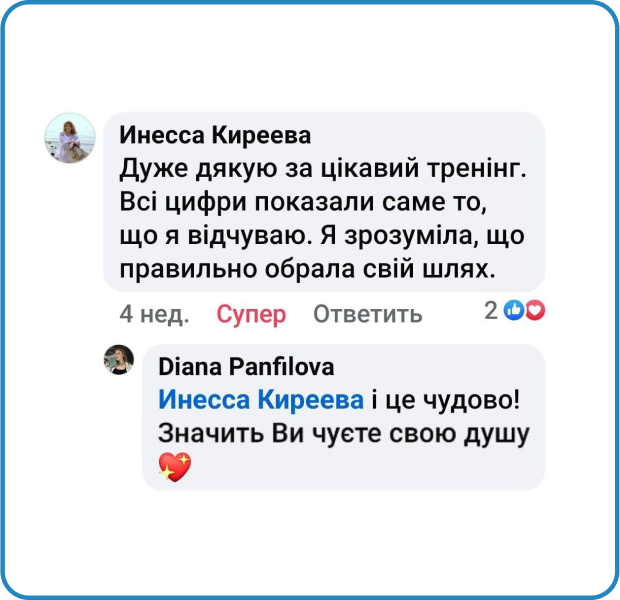 Инесса Киреева
Дуже дякую за цікавий тренінг.
Всі цифри показали саме то,
що я відчуваю. Я зрозуміла, що
правильно обрала свій шлях.
4 нед. Супер Ответить 2
Diana Panfilova
Инесса Киреева і це чудово!
Значить Ви чуєте свою душу
💖